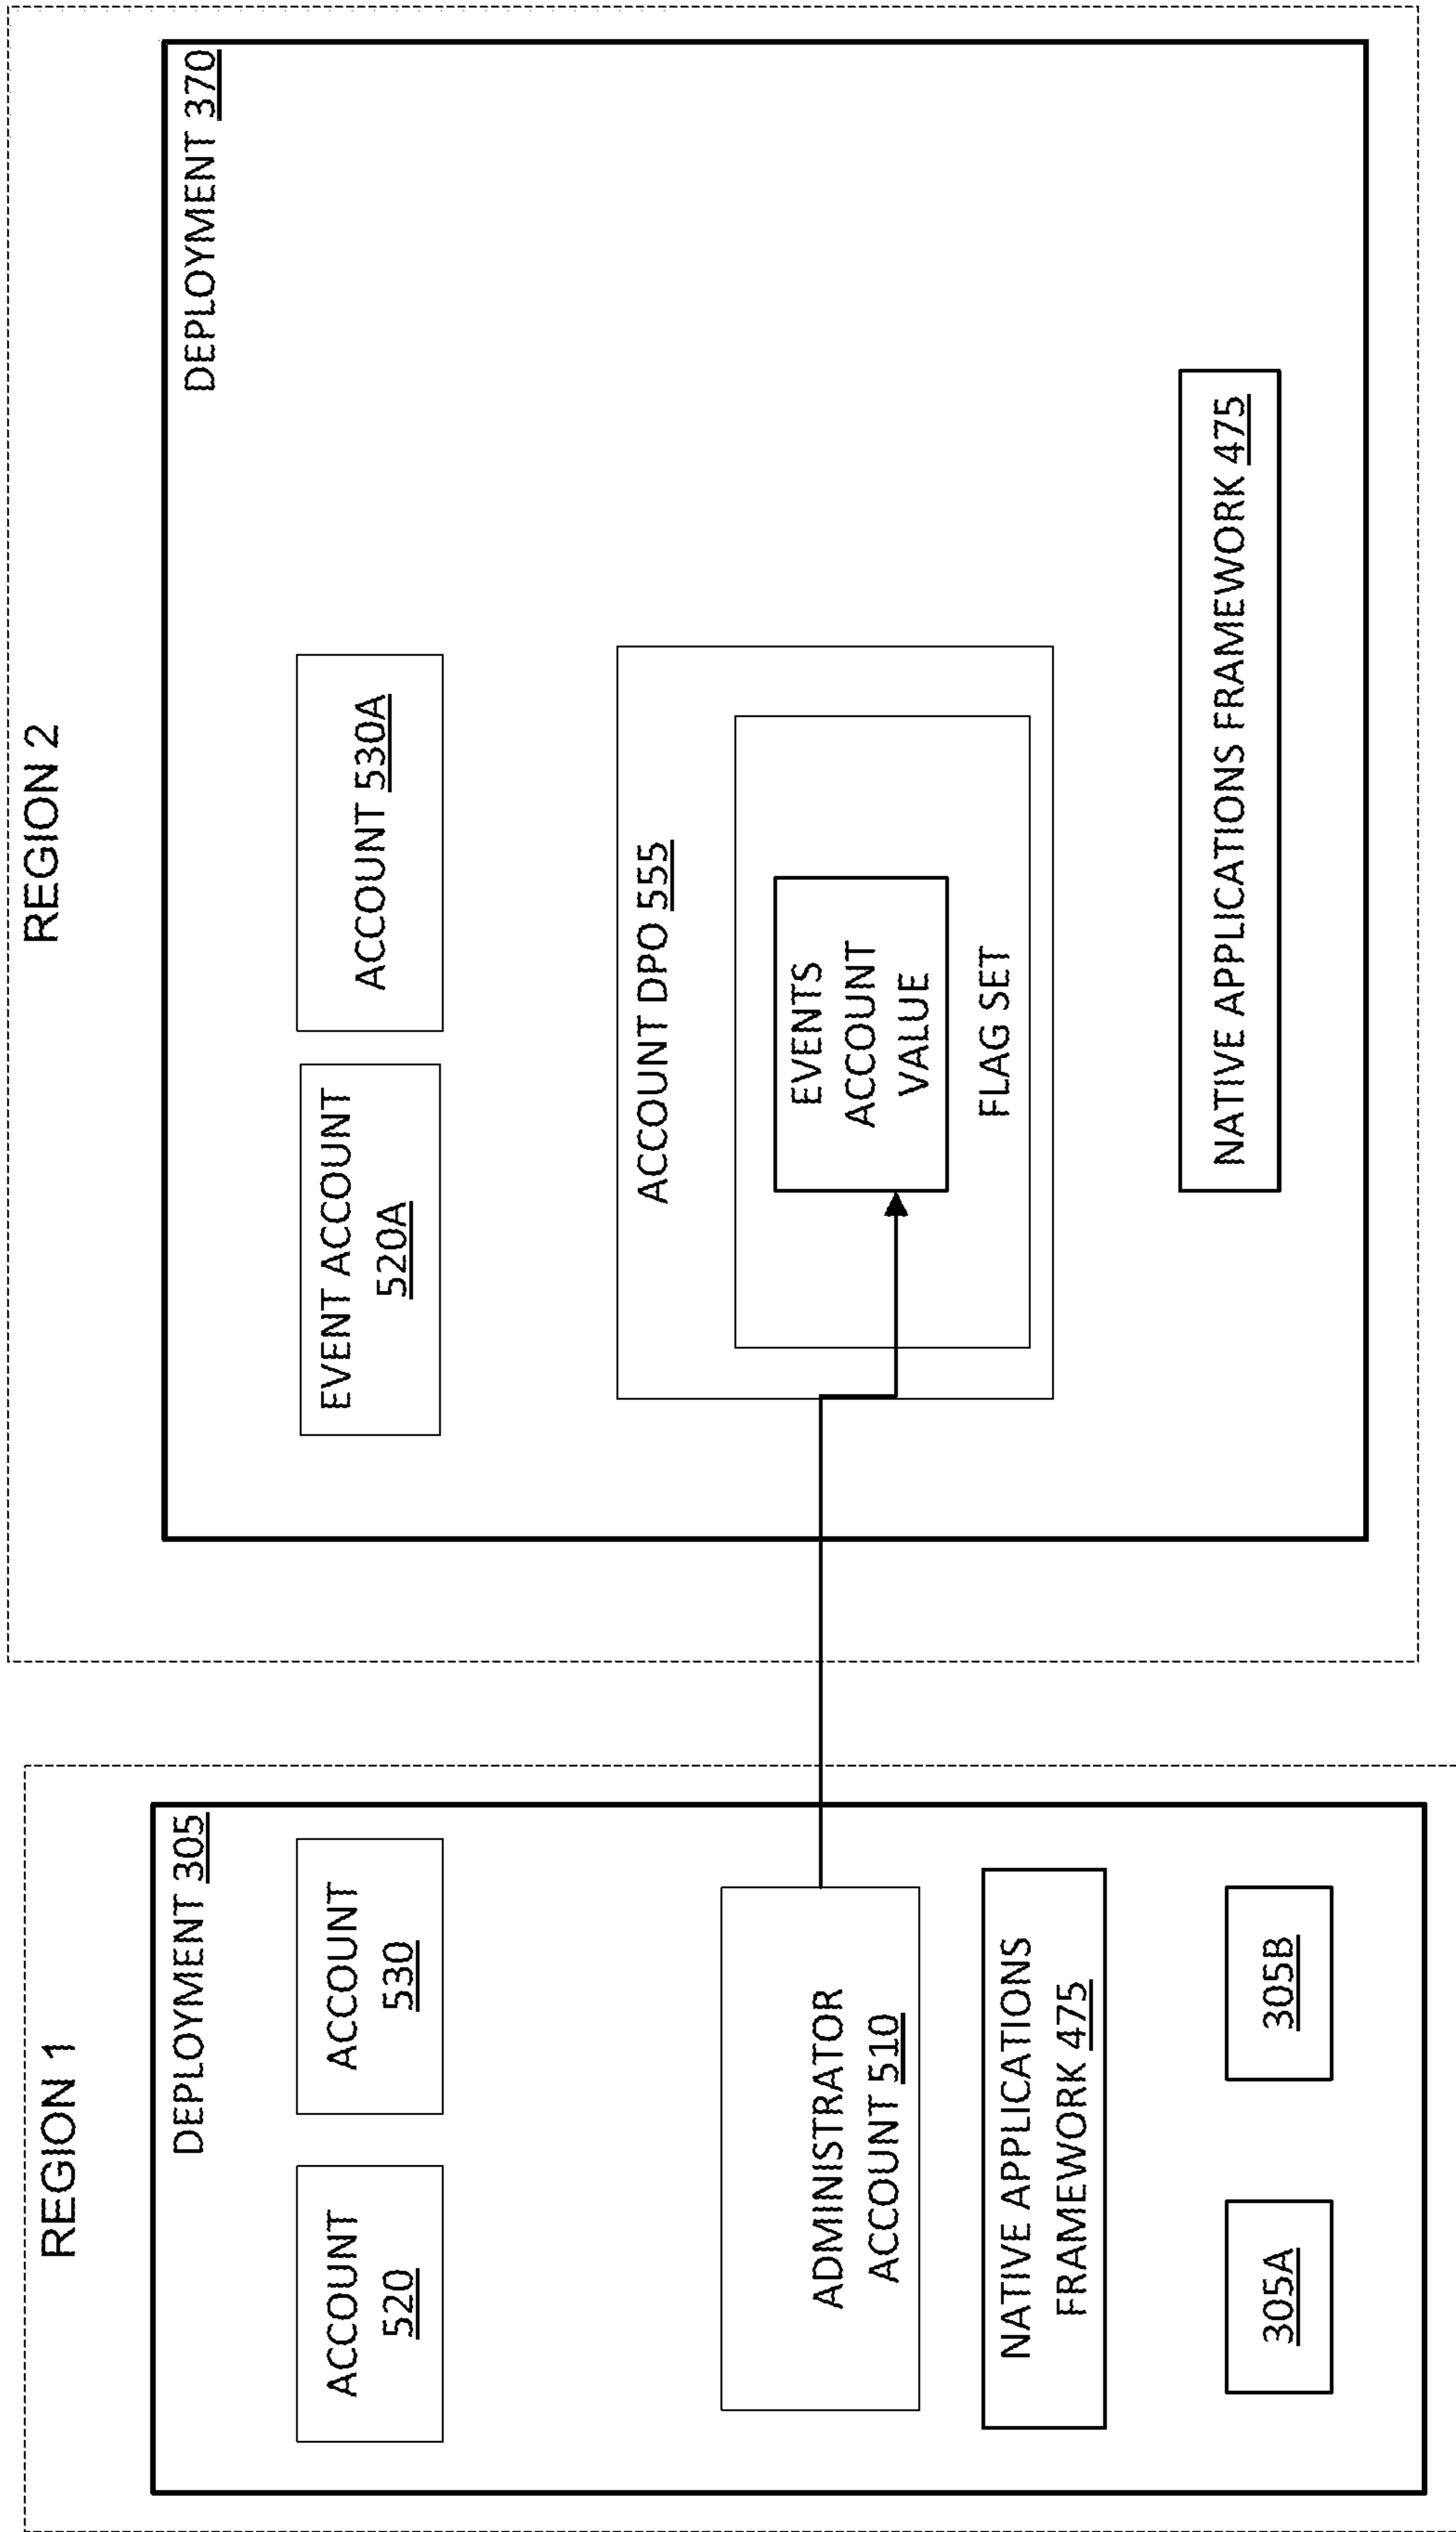 REGION 1
DEPLOYMENT 305
ACCOUNT
520
ACCOUNT
530
ADMINISTRATOR
ACCOUNT 510
NATIVE APPLICATIONS
FRAMEWORK 475
305A
305B
REGION 2
DEPLOYMENT 370
EVENT ACCOUNT
520A
ACCOUNT 530A
ACCOUNT DPO 555
EVENTS
ACCOUNT
VALUE
FLAG SET
NATIVE APPLICATIONS FRAMEWORK 475